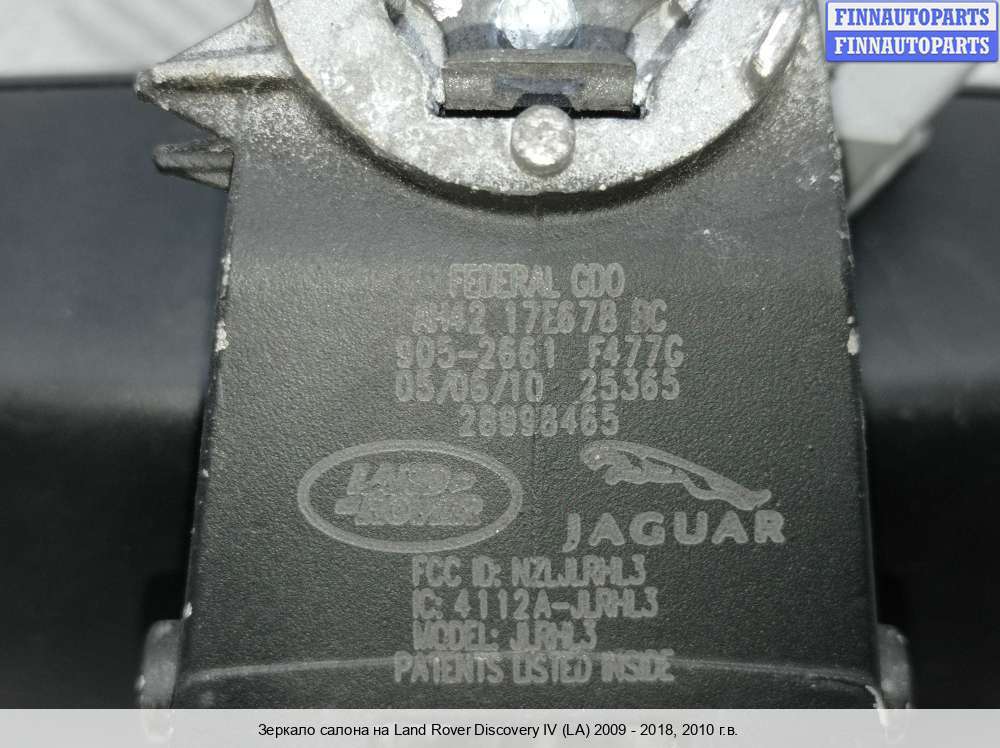 FINNAUTOPARTS
FINNAUTOPARTS
FEDERAL GDO
AH42 17E678 BC
905-2661 F477G
05/06/10 25365
28098465
LAND-
-ROVER
JAGUAR
FCC ID: NZLJLRHL3
IC: 4112A-JLRHL3
MODEL: JLRHL3
PATENTS LISTED INSIDE
Зеркало салона на Land Rover Discovery IV (LA) 2009 - 2018, 2010 г.в.